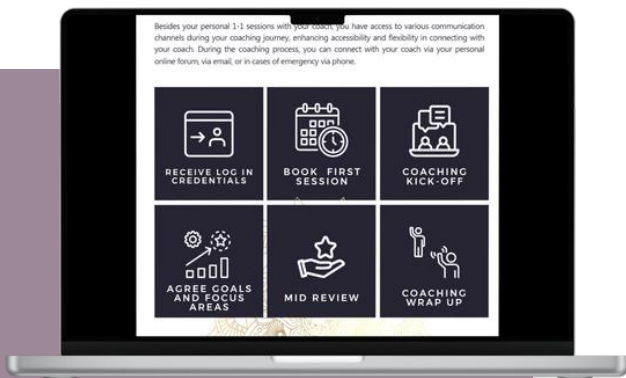 Besides your personal 1-1 sessions with your coach, you have access to various communication
channels during your coaching journey, enhancing accessibility and flexibility in connecting with
your coach. During the coaching process, you can connect with your coach via your personal
online forum, via email, or in cases of emergency via phone.
RECEIVE LOG IN
CREDENTIALS
BOOK FIRST
SESSION
COACHING
KICK-OFF
AGREE GOALS
AND FOCUS
AREAS
MID REVIEW
COACHING
WRAP UP